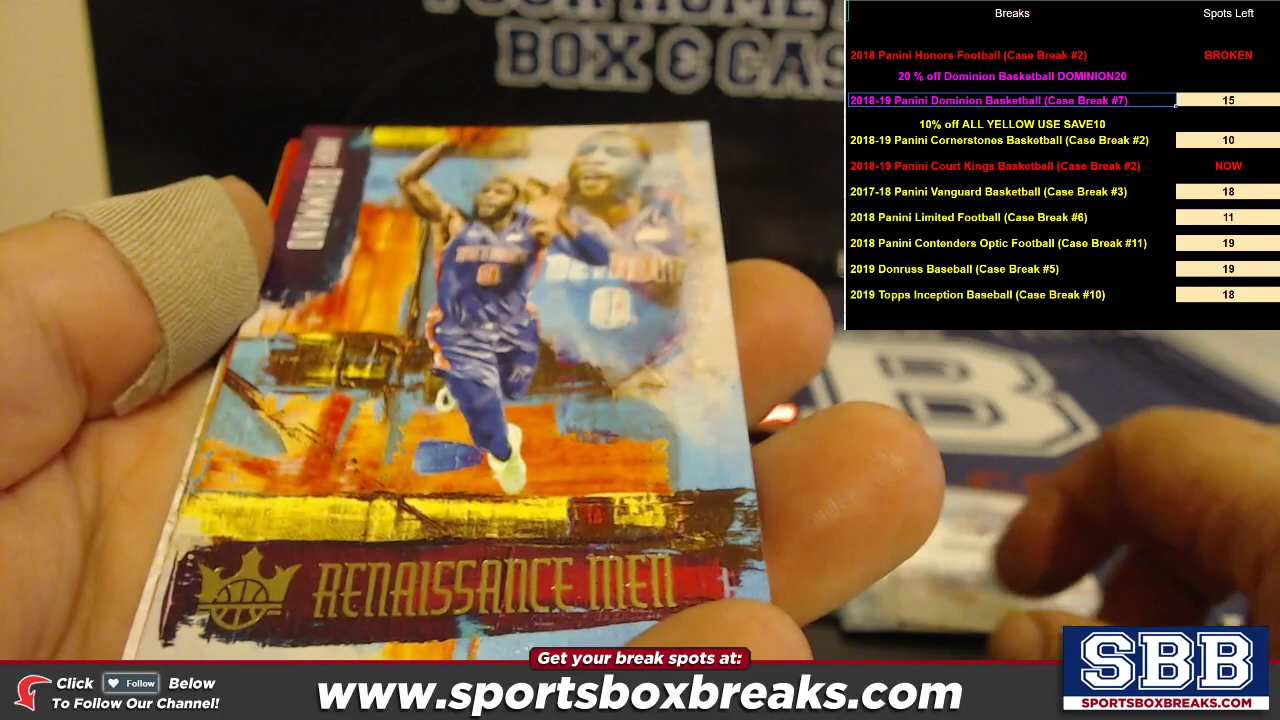 YOUR HOME
BOX & CAS
Breaks Spots Left
2018 Panini Honors Football (Case Break #2) BROKEN
20 % off Dominion Basketball DOMINION20
2018-19 Panini Dominion Basketball (Case Break #7) 15
10% off ALL YELLOW USE SAVE10
2018-19 Panini Cornerstones Basketball (Case Break #2) 10
2018-19 Panini Court Kings Basketball (Case Break #2) NOW
2017-18 Panini Vanguard Basketball (Case Break #3) 18
2018 Panini Limited Football (Case Break #6) 11
2018 Panini Contenders Optic Football (Case Break #11) 19
2019 Donruss Baseball (Case Break #5) 19
2019 Topps Inception Baseball (Case Break #10) 18
DETROIT
0
RENAISSANCE MEN
B
Get your break spots at:
Click Follow Below
To Follow Our Channel!
www.sportsboxbreaks.com
SBB
SPORTSBOXBREAKS.COM